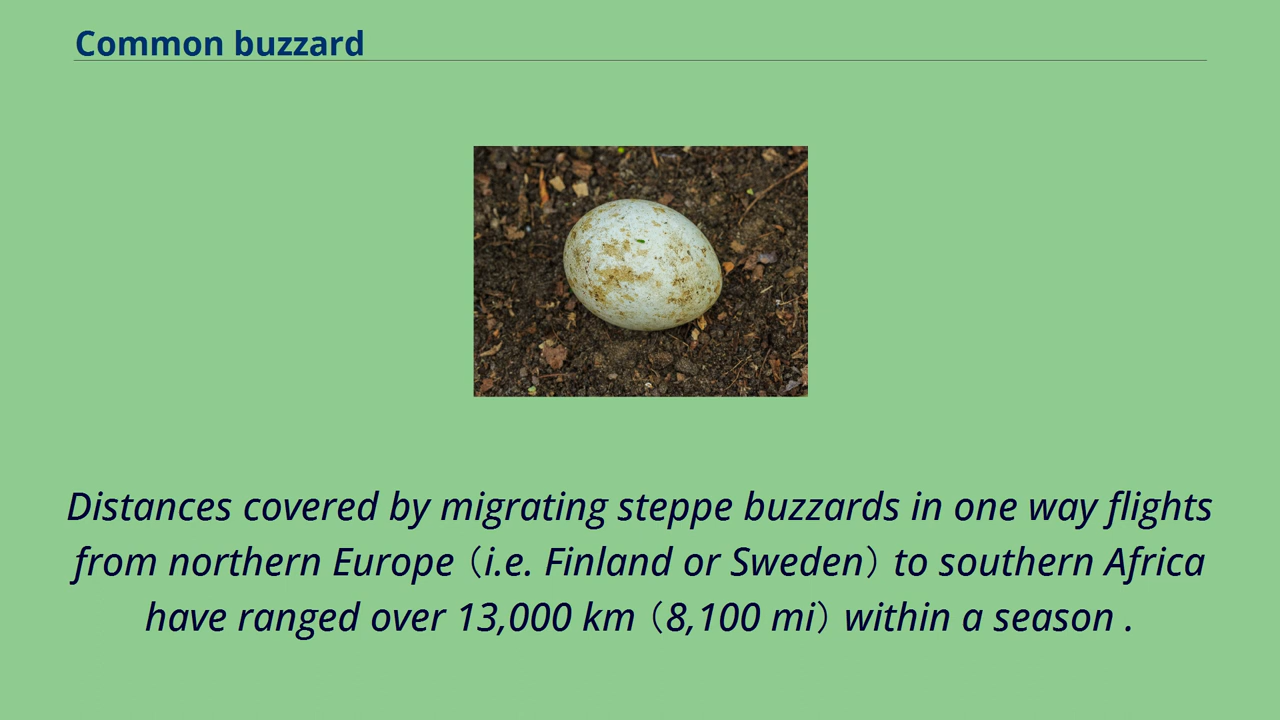 Common buzzard
Distances covered by migrating steppe buzzards in one way flights
from northern Europe（i.e. Finland or Sweden）to southern Africa
have ranged over 13,000 km（8,100 mi）within a season .